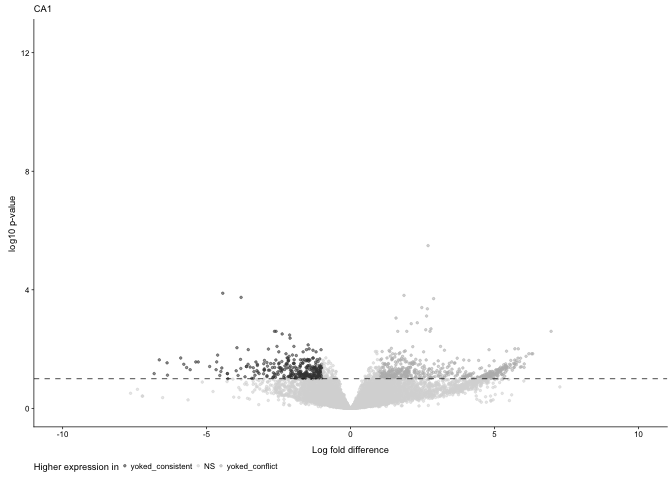 CA1
12
8
4
0
log10 p-value
-10
-5
0
5
10
Log fold difference
Higher expression in yoked_consistent NS yoked_conflict